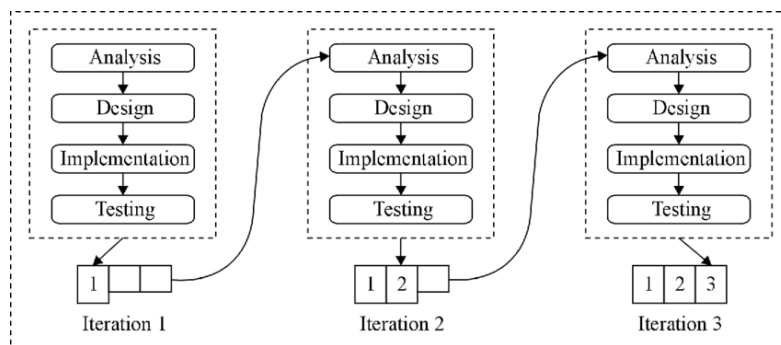 Analysis
Design
Implementation
Testing
1
Iteration 1
Analysis
Design
Implementation
Testing
1 2
Iteration 2
Analysis
Design
Implementation
Testing
1 2 3
Iteration 3